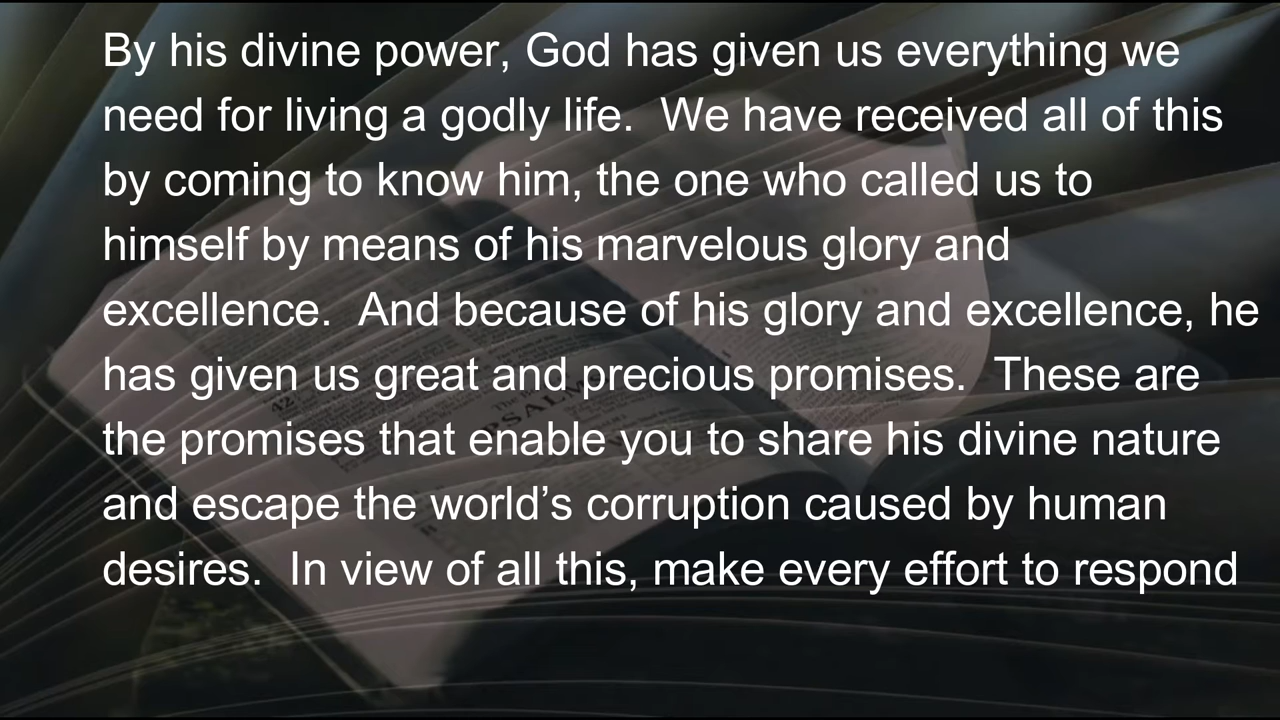 By his divine power, God has given us everything we
need for living a godly life.  We have received all of this
by coming to know him, the one who called us to
himself by means of his marvelous glory and
excellence.  And because of his glory and excellence, he
has given us great and precious promises.  These are
the promises that enable you to share his divine nature
and escape the world’s corruption caused by human
desires.  In view of all this, make every effort to respond
42
PSALMS